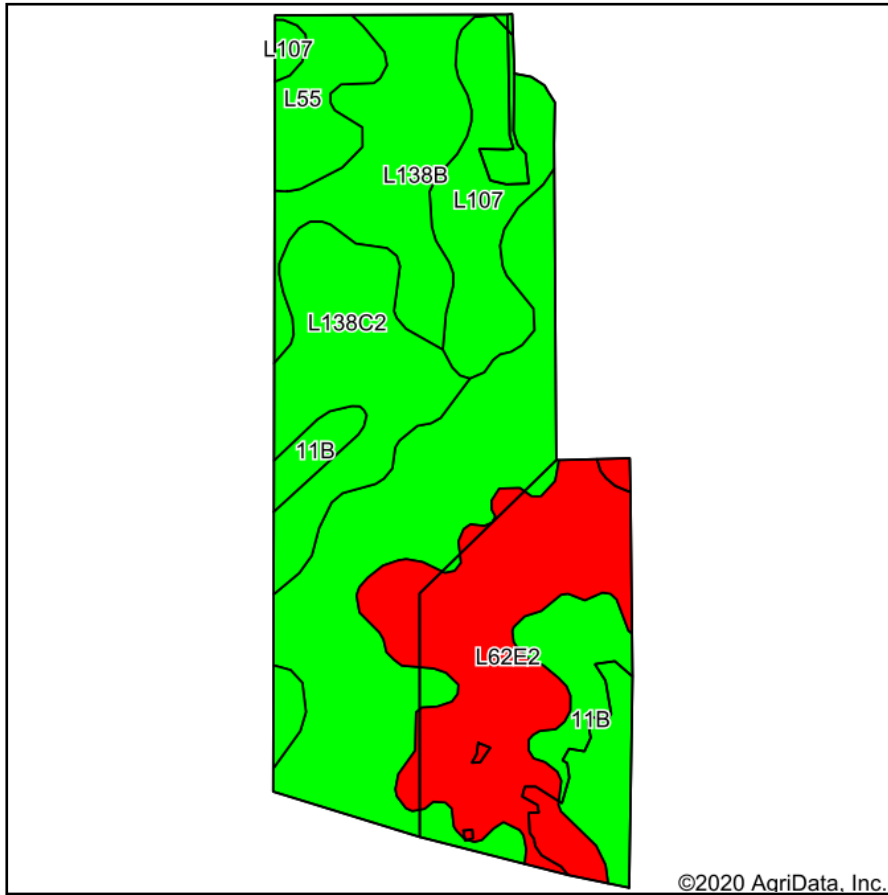 L107
L55
L138B
L107
L138C2
11B
L62E2
11B
©2020 AgriData, Inc.